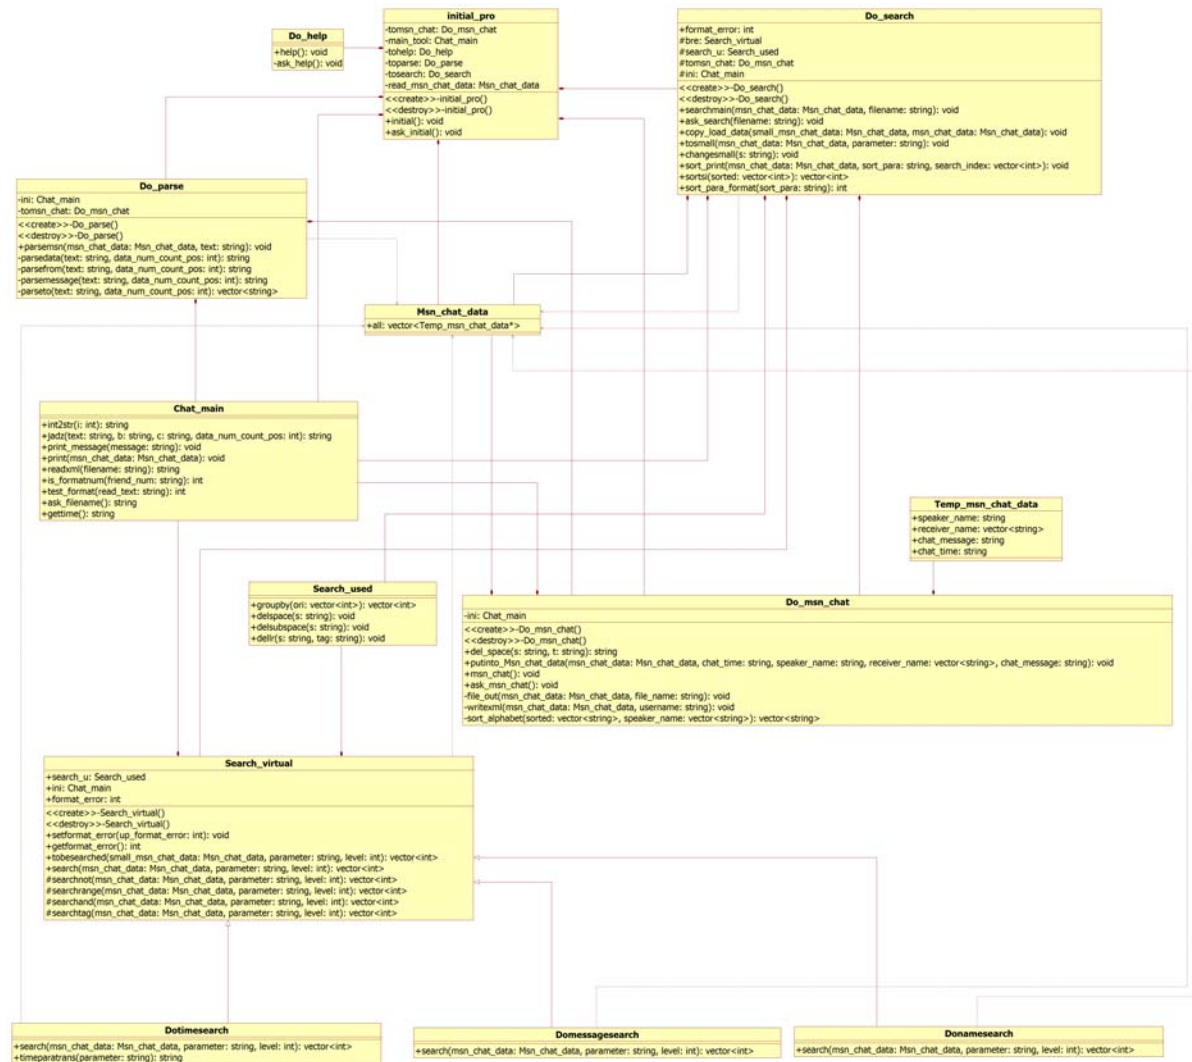 initial_pro
-tomsn_chat: Do_msn_chat
-main_tool: Chat_main
-tohelp: Do_help
-toparse: Do_parse
-tosearch: Do_search
-read_msn_chat_data: Msn_chat_data
<<create>>-initial_pro()
<<destroy>>-initial_pro()
+initial(): void
+ask_initial(): void
Do_help
+help(): void
-ask_help(): void
Do_search
+format_error: int
#bre: Search_virtual
#search_u: Search_used
#tomsn_chat: Do_msn_chat
#ini: Chat_main
<<create>>-Do_search()
<<destroy>>-Do_search()
+searchmain(msn_chat_data: Msn_chat_data, filename: string): void
+ask_search(filename: string): void
+copy_load_data(small_msn_chat_data: Msn_chat_data, msn_chat_data: Msn_chat_data): void
+tosmall(msn_chat_data: Msn_chat_data, parameter: string): void
+changesmall(s: string): void
+sort_print(msn_chat_data: Msn_chat_data, sort_para: string, search_index: vector<int>): void
+sortsi(sorted: vector<int>): vector<int>
+sort_para_format(sort_para: string): int
Do_parse
-ini: Chat_main
-tomsn_chat: Do_msn_chat
<<create>>-Do_parse()
<<destroy>>-Do_parse()
+parsemsn(msn_chat_data: Msn_chat_data, text: string): void
-parsedata(text: string, data_num_count_pos: int): string
-parsefrom(text: string, data_num_count_pos: int): string
-parsemessage(text: string, data_num_count_pos: int): string
-parseto(text: string, data_num_count_pos: int): vector<string>
Msn_chat_data
+all: vector<Temp_msn_chat_data*>
Chat_main
+int2str(i: int): string
+jadz(text: string, b: string, c: string, data_num_count_pos: int): string
+print_message(message: string): void
+print(msn_chat_data: Msn_chat_data): void
+readxml(filename: string): string
+is_formatnum(friend_num: string): int
+test_format(read_text: string): int
+ask_filename(): string
+gettime(): string
Temp_msn_chat_data
+speaker_name: string
+receiver_name: vector<string>
+chat_message: string
+chat_time: string
Search_used
+groupby(ori: vector<int>): vector<int>
+delspace(s: string): void
+delsubspace(s: string): void
+dellr(s: string, tag: string): void
Do_msn_chat
-ini: Chat_main
<<create>>-Do_msn_chat()
<<destroy>>-Do_msn_chat()
+del_space(s: string, t: string): string
+putinto_Msn_chat_data(msn_chat_data: Msn_chat_data, chat_time: string, speaker_name: string, receiver_name: vector<string>, chat_message: string): void
+msn_chat(): void
+ask_msn_chat(): void
-file_out(msn_chat_data: Msn_chat_data, file_name: string): void
-writexml(msn_chat_data: Msn_chat_data, username: string): void
-sort_alphabet(sorted: vector<string>, speaker_name: vector<string>): vector<string>
Search_virtual
+search_u: Search_used
+ini: Chat_main
+format_error: int
<<create>>-Search_virtual()
<<destroy>>-Search_virtual()
+setformat_error(up_format_error: int): void
+getformat_error(): int
+tobesearched(small_msn_chat_data: Msn_chat_data, parameter: string, level: int): vector<int>
+search(msn_chat_data: Msn_chat_data, parameter: string, level: int): vector<int>
#searchnot(msn_chat_data: Msn_chat_data, parameter: string, level: int): vector<int>
#searchrange(msn_chat_data: Msn_chat_data, parameter: string, level: int): vector<int>
#searchand(msn_chat_data: Msn_chat_data, parameter: string, level: int): vector<int>
#searchtag(msn_chat_data: Msn_chat_data, parameter: string, level: int): vector<int>
Dotimesearch
+search(msn_chat_data: Msn_chat_data, parameter: string, level: int): vector<int>
+timeparatrans(parameter: string): string
Domessagesearch
+search(msn_chat_data: Msn_chat_data, parameter: string, level: int): vector<int>
Donamesearch
+search(msn_chat_data: Msn_chat_data, parameter: string, level: int): vector<int>